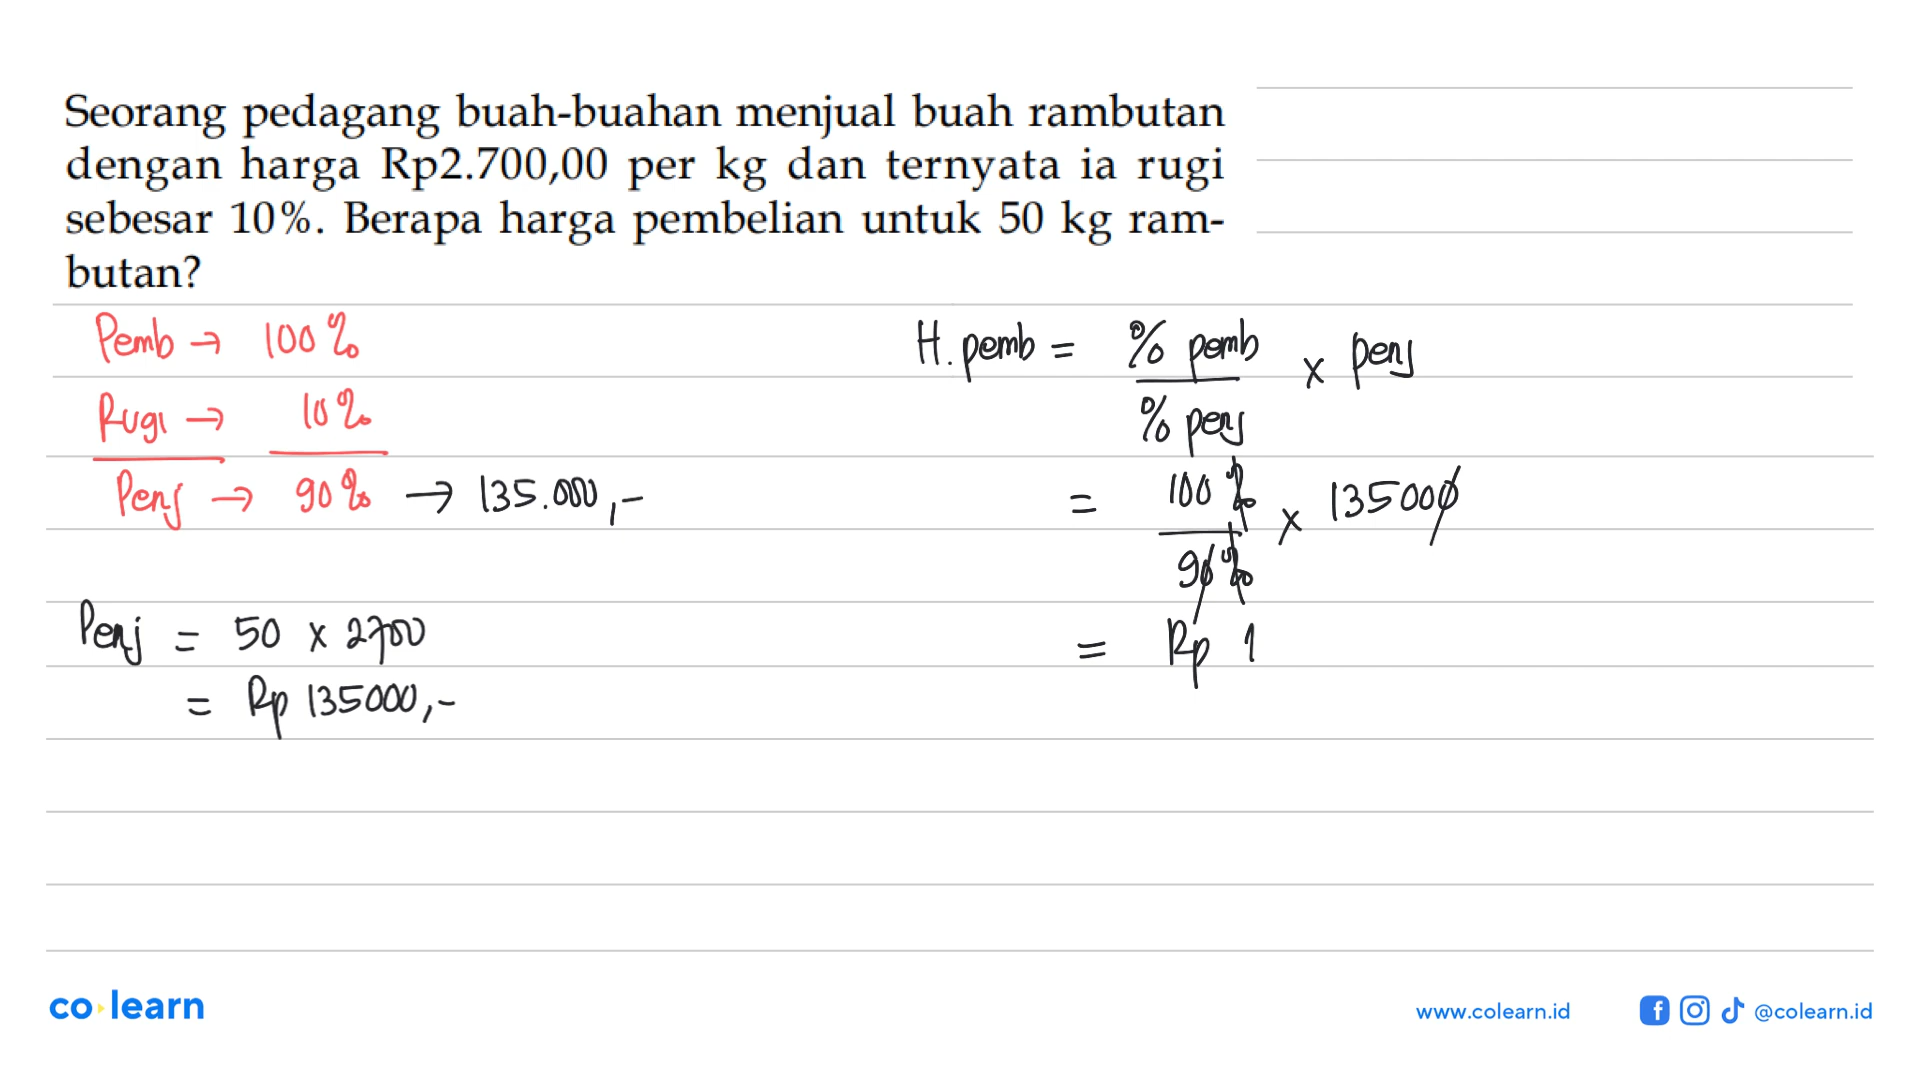 Seorang pedagang buah-buahan menjual buah rambutan
dengan harga Rp2.700,00 per kg dan ternyata ia rugi
sebesar 10%. Berapa harga pembelian untuk 50 kg ram-
butan?
Pemb → 100%
Rugi → 10%
Penj → 90% → 135.000,-
Penj = 50 x 2700
= Rp 135000,-
H. pemb = % pemb / % penj x penj
= 100% / 90% x 135000
= Rp 1
co learn
www.colearn.id
@colearn.id